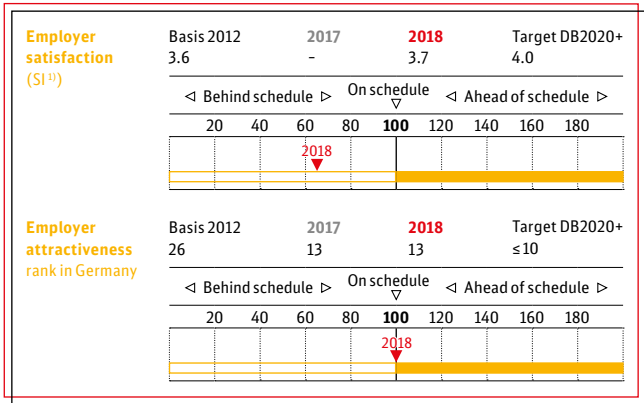 Employer Basis 2012 2017 2018 Target DB2020+
satisfaction 3.6 – 3.7 4.0
(SI ¹⁾)
◁ Behind schedule ▷ On schedule ▽ ◁ Ahead of schedule ▷
20 40 60 80 100 120 140 160 180
2018
Employer Basis 2012 2017 2018 Target DB2020+
attractiveness 26 13 13 ≤ 10
rank in Germany
◁ Behind schedule ▷ On schedule ▽ ◁ Ahead of schedule ▷
20 40 60 80 100 120 140 160 180
2018